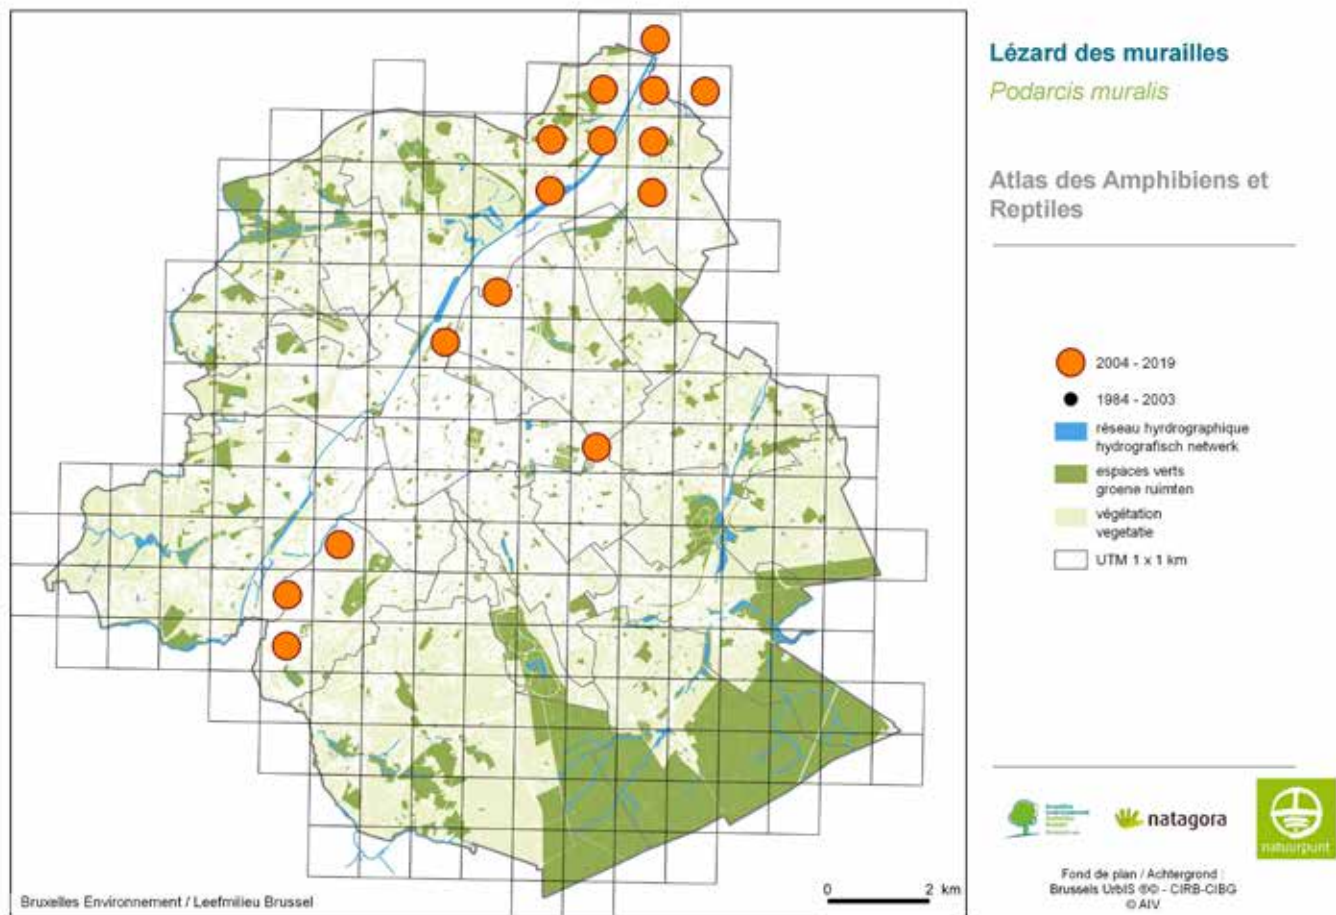 Lézard des murailles
Podarcis muralis
Atlas des Amphibiens et
Reptiles
2004 - 2019
1984 - 2003
réseau hyrdrographique
hydrografisch netwerk
espaces verts
groene ruimten
végétation
vegetatie
UTM 1 x 1 km
natagora
natuurpunt
Fond de plan / Achtergrond :
Brussels UrbIS ®© - CIRB-CIBG
© AIV
0 2 km
Bruxelles Environnement / Leefmilieu Brussel